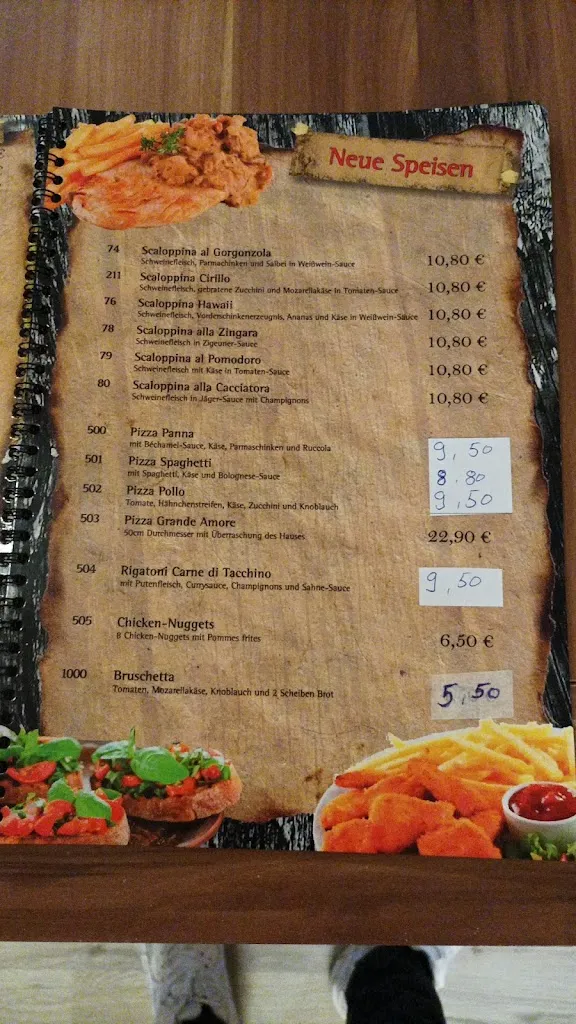 Neue Speisen
74 Scaloppina al Gorgonzola 10,80 €
Schweinefleisch, Parmachinken und Salbei in Weißwein-Sauce
211 Scaloppina Cirillo 10,80 €
Schweinefleisch, gebratene Zucchini und Mozarellakäse in Tomaten-Sauce
76 Scaloppina Hawaii 10,80 €
Schweinefleisch, Vorderschinkenerzeugnis, Ananas und Käse in Weißwein-Sauce
78 Scaloppina alla Zingara 10,80 €
Schweinefleisch in Zigeuner-Sauce
79 Scaloppina al Pomodoro 10,80 €
Schweinefleisch mit Käse in Tomaten-Sauce
80 Scaloppina alla Cacciatora 10,80 €
Schweinefleisch in Jäger-Sauce mit Champignons
500 Pizza Panna 9,50
mit Béchamel-Sauce, Käse, Parmaschinken und Ruccola
501 Pizza Spaghetti 8.80
mit Spaghetti, Käse und Bolognese-Sauce
502 Pizza Pollo 9,50
Tomate, Hähnchenstreifen, Käse, Zucchini und Knoblauch
503 Pizza Grande Amore 22,90 €
50cm Durchmesser mit Überraschung des Hauses
504 Rigatoni Carne di Tacchino 9,50
mit Putenfleisch, Currysauce, Champignons und Sahne-Sauce
505 Chicken-Nuggets 6,50 €
8 Chicken-Nuggets mit Pommes frites
1000 Bruschetta 5,50
Tomaten, Mozarellakäse, Knoblauch und 2 Scheiben Brot